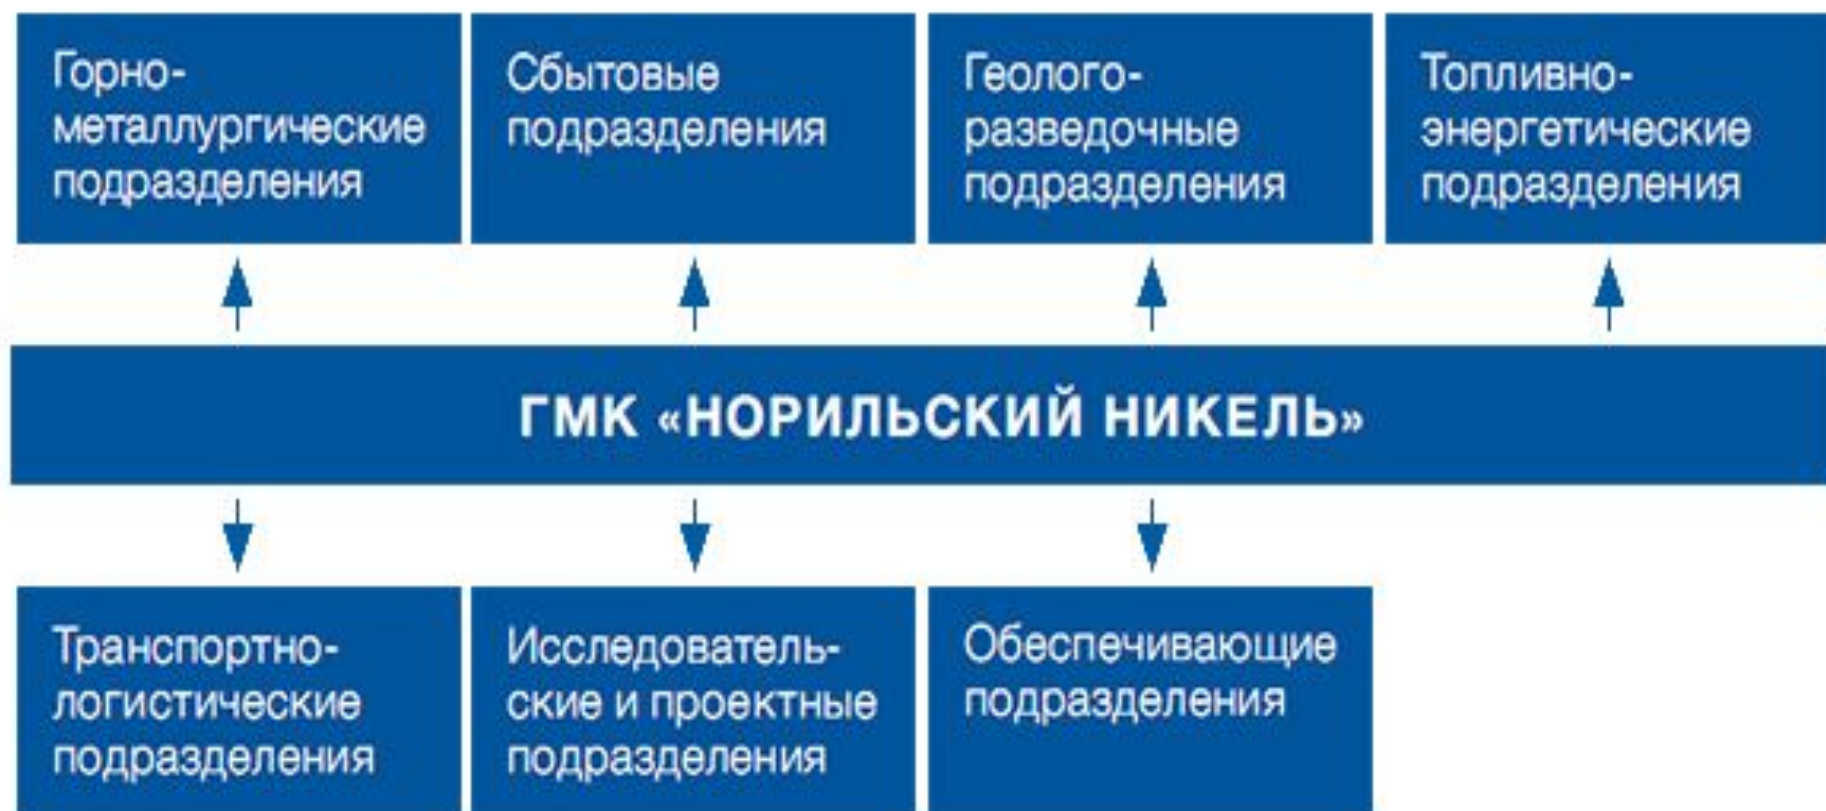 Горно-
металлургические
подразделения
Сбытовые
подразделения
Геолого-
разведочные
подразделения
Топливно-
энергетические
подразделения
ГМК «НОРИЛЬСКИЙ НИКЕЛЬ»
Транспортно-
логистические
подразделения
Исследователь-
ские и проектные
подразделения
Обеспечивающие
подразделения